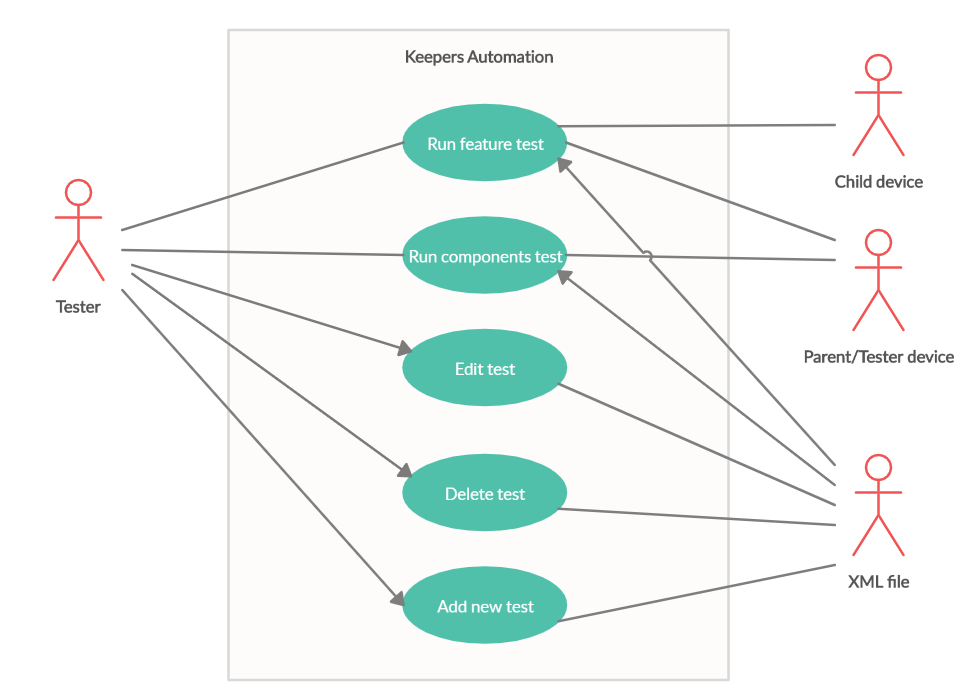 Keepers Automation
Run feature test
Child device
Run components test
Tester
Parent/Tester device
Edit test
Delete test
XML file
Add new test